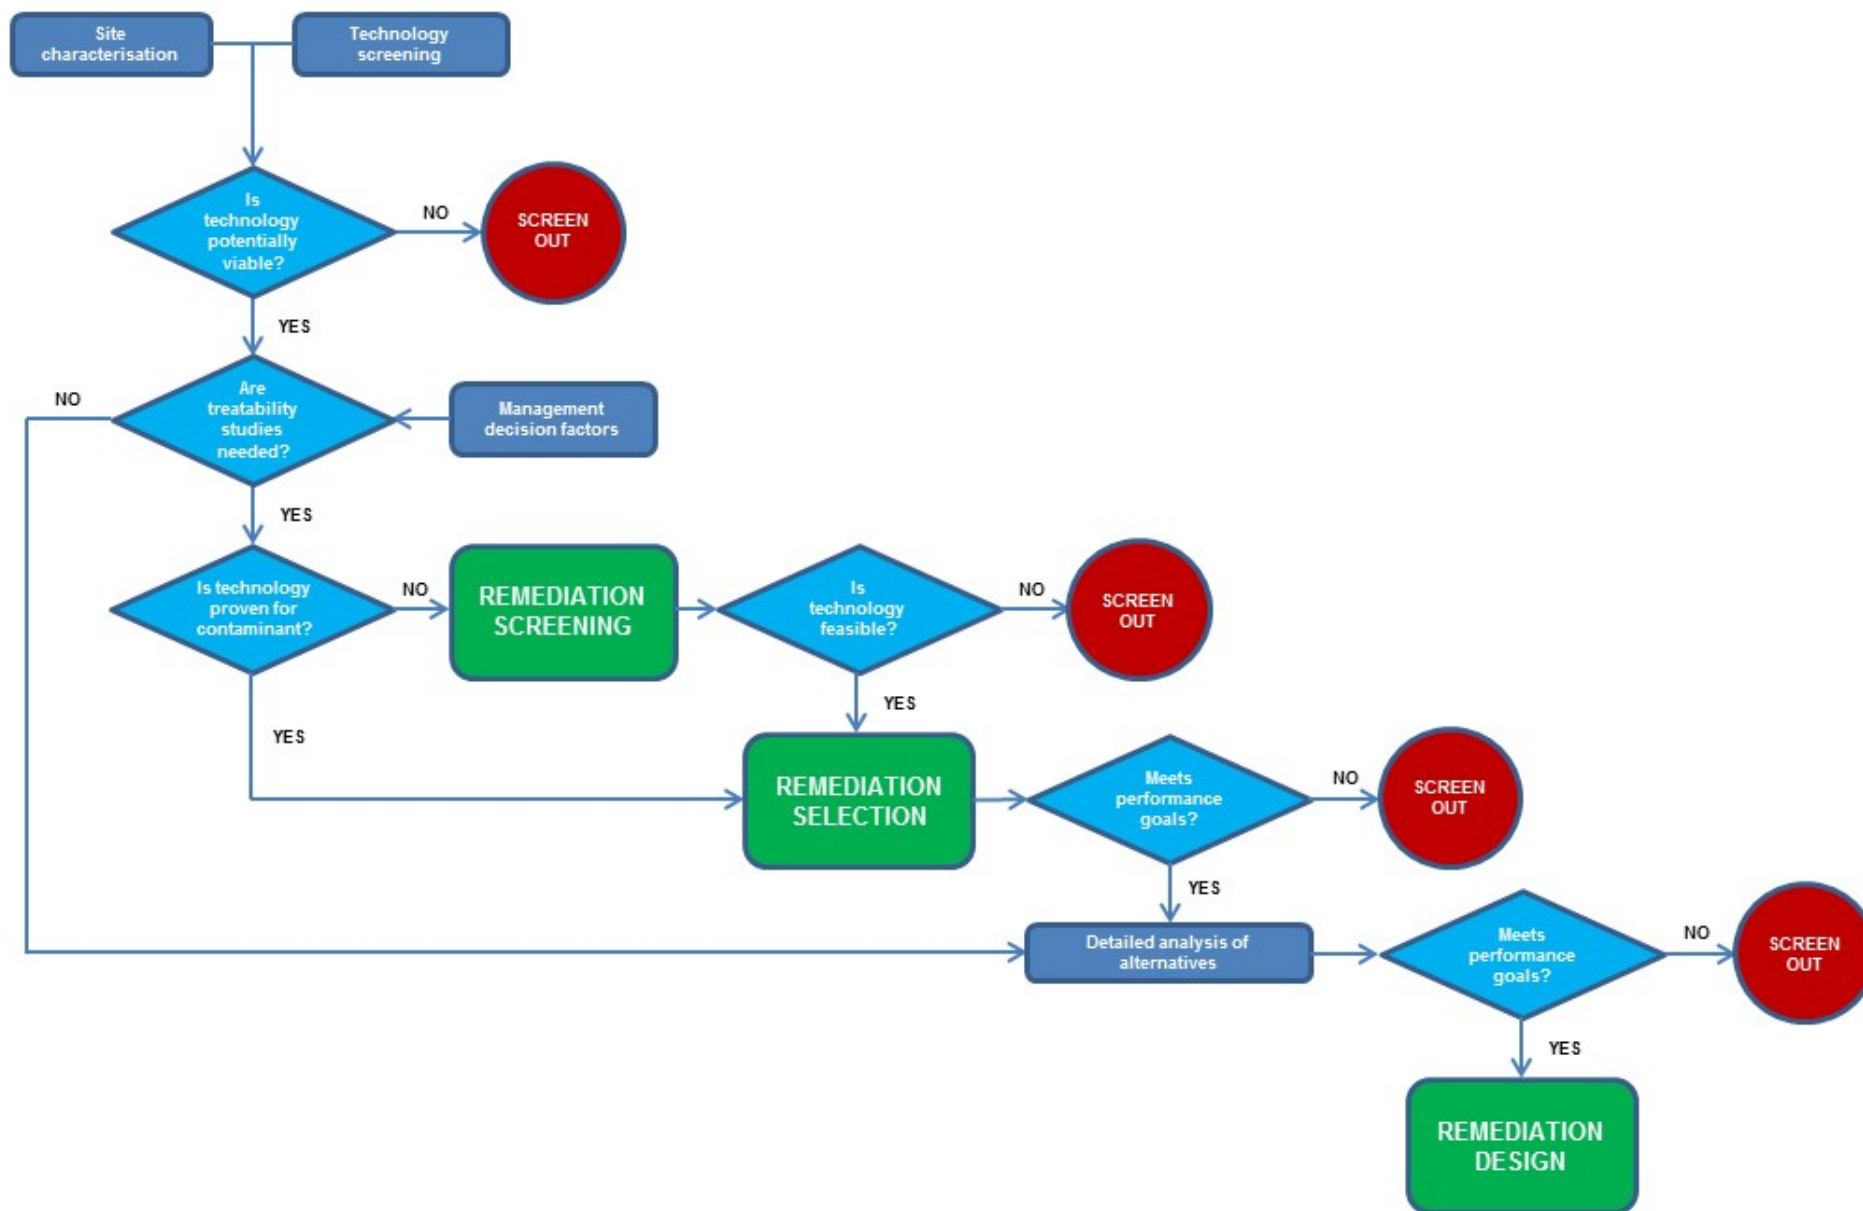 Site
characterisation
Technology
screening
Is
technology
potentially
viable?
NO
SCREEN
OUT
YES
Are
treatability
studies
needed?
NO
Management
decision factors
YES
Is technology
proven for
contaminant?
NO
REMEDIATION
SCREENING
Is
technology
feasible?
NO
SCREEN
OUT
YES
YES
REMEDIATION
SELECTION
Meets
performance
goals?
NO
SCREEN
OUT
YES
Detailed analysis of
alternatives
Meets
performance
goals?
NO
SCREEN
OUT
YES
REMEDIATION
DESIGN